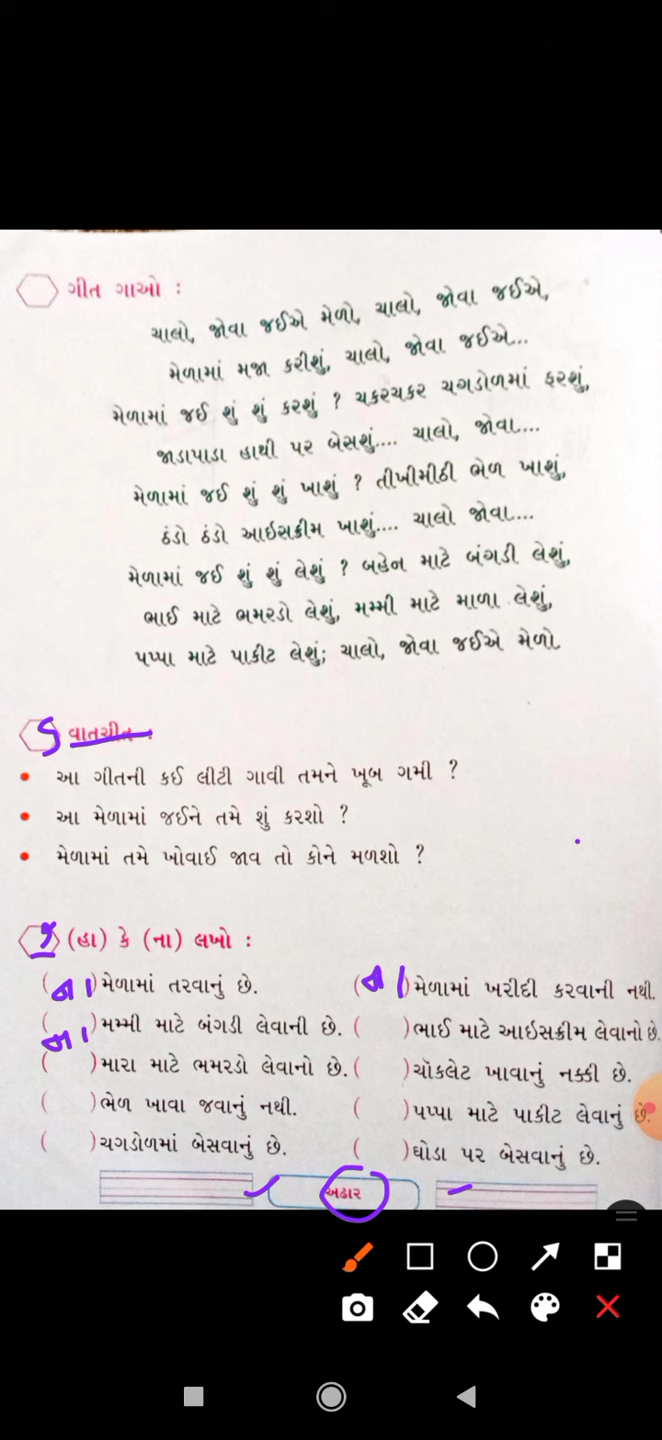 ગીત ગાઓ :
ચાલો, જોવા જઈએ મેળો, ચાલો, જોવા જઈએ,
મેળામાં મજા કરીશું, ચાલો, જોવા જઈએ...
મેળામાં જઈ શું શું કરશું ? ચકરચકર ચગડોળમાં ફરશું,
જાડાપાડા હાથી પર બેસશું.... ચાલો, જોવા....
મેળામાં જઈ શું શું ખાશું ? તીખીમીઠી ભેળ ખાશું,
ઠંડો ઠંડો આઇસક્રીમ ખાશું.... ચાલો જોવા....
મેળામાં જઈ શું શું લેશું ? બહેન માટે બંગડી લેશું,
ભાઈ માટે ભમરડો લેશું, મમ્મી માટે માળા લેશું,
પપ્પા માટે પાકીટ લેશું; ચાલો, જોવા જઈએ મેળો.
વાતચીત :
• આ ગીતની કઈ લીટી ગાવી તમને ખૂબ ગમી ?
• આ મેળામાં જઈને તમે શું કરશો ?
• મેળામાં તમે ખોવાઈ જાવ તો કોને મળશો ?
(હા) કે (ના) લખો :
(ના) મેળામાં તરવાનું છે. (ના) મેળામાં ખરીદી કરવાની નથી.
(ના) મમ્મી માટે બંગડી લેવાની છે. ( ) ભાઈ માટે આઇસક્રીમ લેવાનો છે.
( ) મારા માટે ભમરડો લેવાનો છે. ( ) ચૉકલેટ ખાવાનું નક્કી છે.
( ) ભેળ ખાવા જવાનું નથી. ( ) પપ્પા માટે પાકીટ લેવાનું છે.
( ) ચગડોળમાં બેસવાનું છે. ( ) ઘોડા પર બેસવાનું છે.
અઢાર